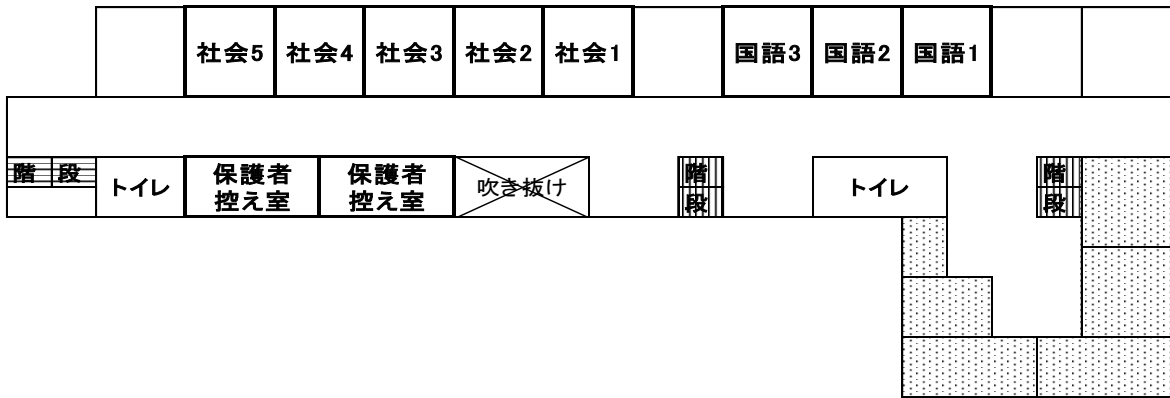 社会5 社会4 社会3 社会2 社会1 国語3 国語2 国語1
階段
トイレ
保護者
控え室
保護者
控え室
吹き抜け
階
段
トイレ
階
段